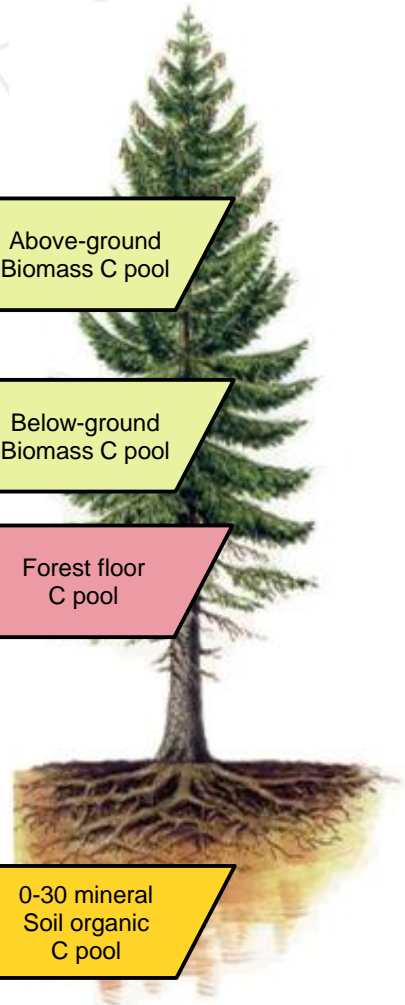 Above-ground
Biomass C pool
Below-ground
Biomass C pool
Forest floor
C pool
0-30 mineral
Soil organic
C pool